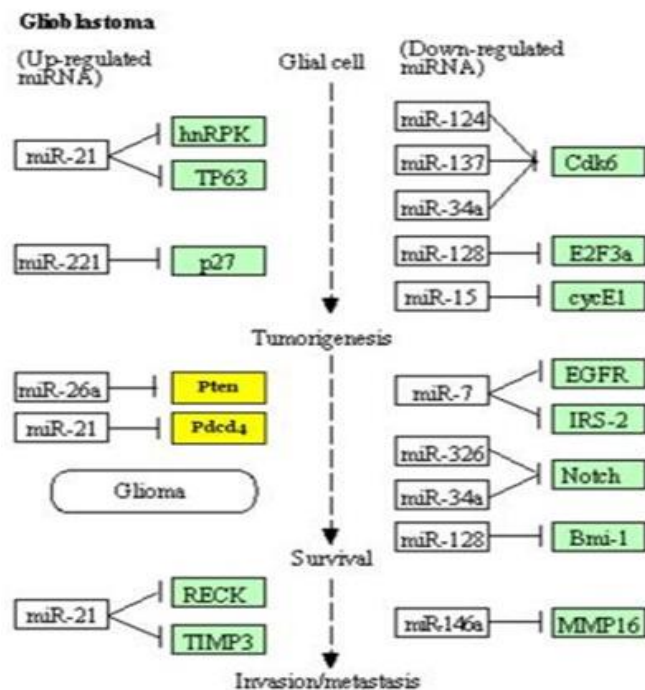 Glioblastoma
(Up-regulated
miRNA)
Glial cell
(Down-regulated
miRNA)
miR-21
hnRPK
TP63
miR-221
p27
miR-124
miR-137
miR-34a
Cdk6
miR-128
E2F3a
miR-15
cycE1
Tumorigenesis
miR-26a
Pten
miR-21
Pdcd4
Glioma
miR-7
EGFR
IRS-2
miR-326
miR-34a
Notch
miR-128
Bmi-1
Survival
miR-21
RECK
TIMP3
miR-146a
MMP16
Invasion/metastasis